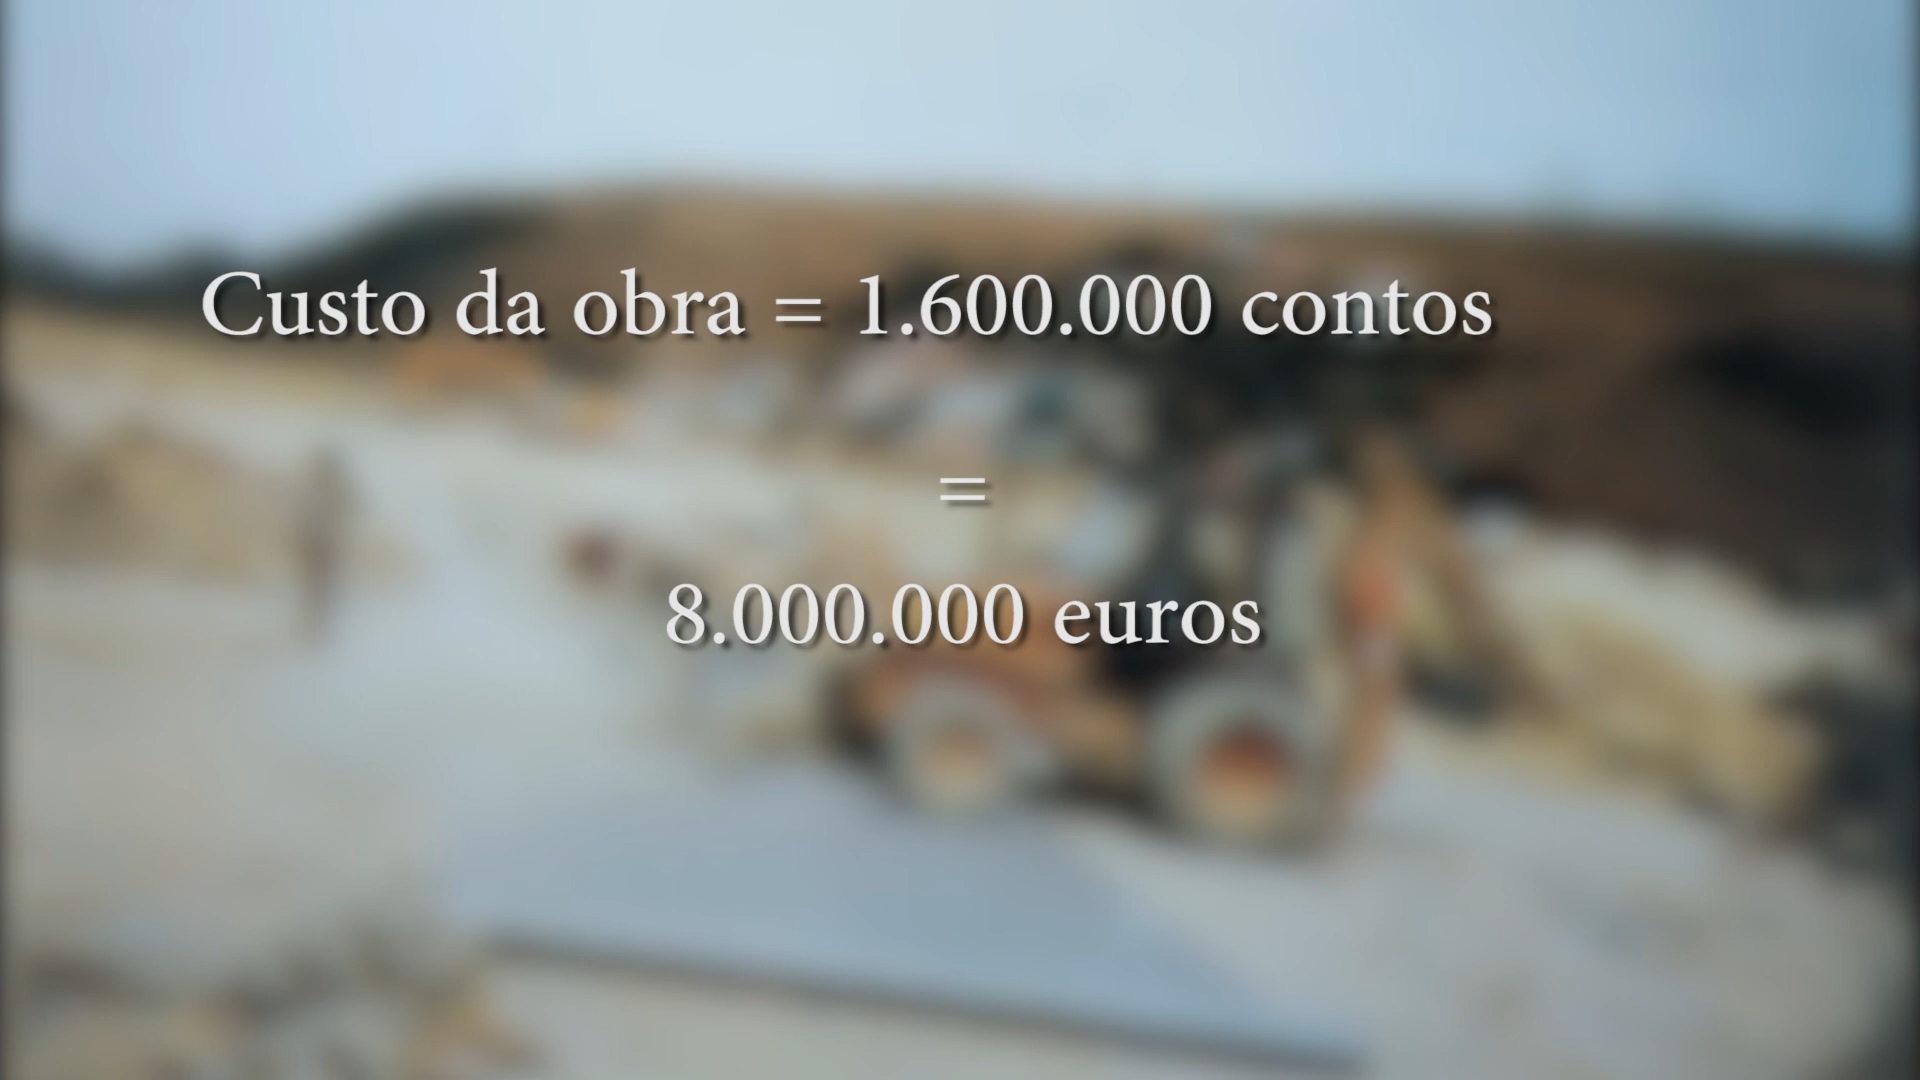 Custo da obra = 1.600.000 contos
=
8.000.000 euros